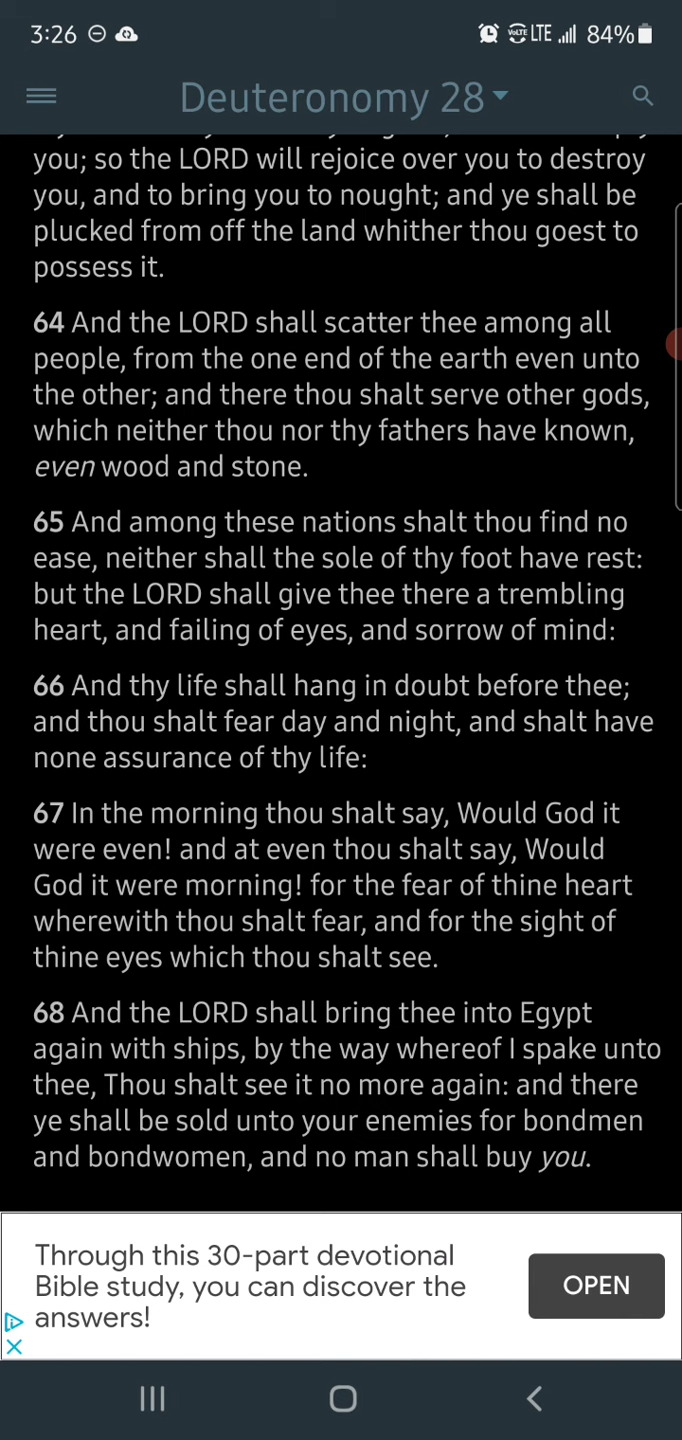 3:26 VoLTE LTE 84%
Deuteronomy 28
you; so the LORD will rejoice over you to destroy
you, and to bring you to nought; and ye shall be
plucked from off the land whither thou goest to
possess it.
64 And the LORD shall scatter thee among all
people, from the one end of the earth even unto
the other; and there thou shalt serve other gods,
which neither thou nor thy fathers have known,
even wood and stone.
65 And among these nations shalt thou find no
ease, neither shall the sole of thy foot have rest:
but the LORD shall give thee there a trembling
heart, and failing of eyes, and sorrow of mind:
66 And thy life shall hang in doubt before thee;
and thou shalt fear day and night, and shalt have
none assurance of thy life:
67 In the morning thou shalt say, Would God it
were even! and at even thou shalt say, Would
God it were morning! for the fear of thine heart
wherewith thou shalt fear, and for the sight of
thine eyes which thou shalt see.
68 And the LORD shall bring thee into Egypt
again with ships, by the way whereof I spake unto
thee, Thou shalt see it no more again: and there
ye shall be sold unto your enemies for bondmen
and bondwomen, and no man shall buy you.
Through this 30-part devotional
Bible study, you can discover the
answers!
OPEN